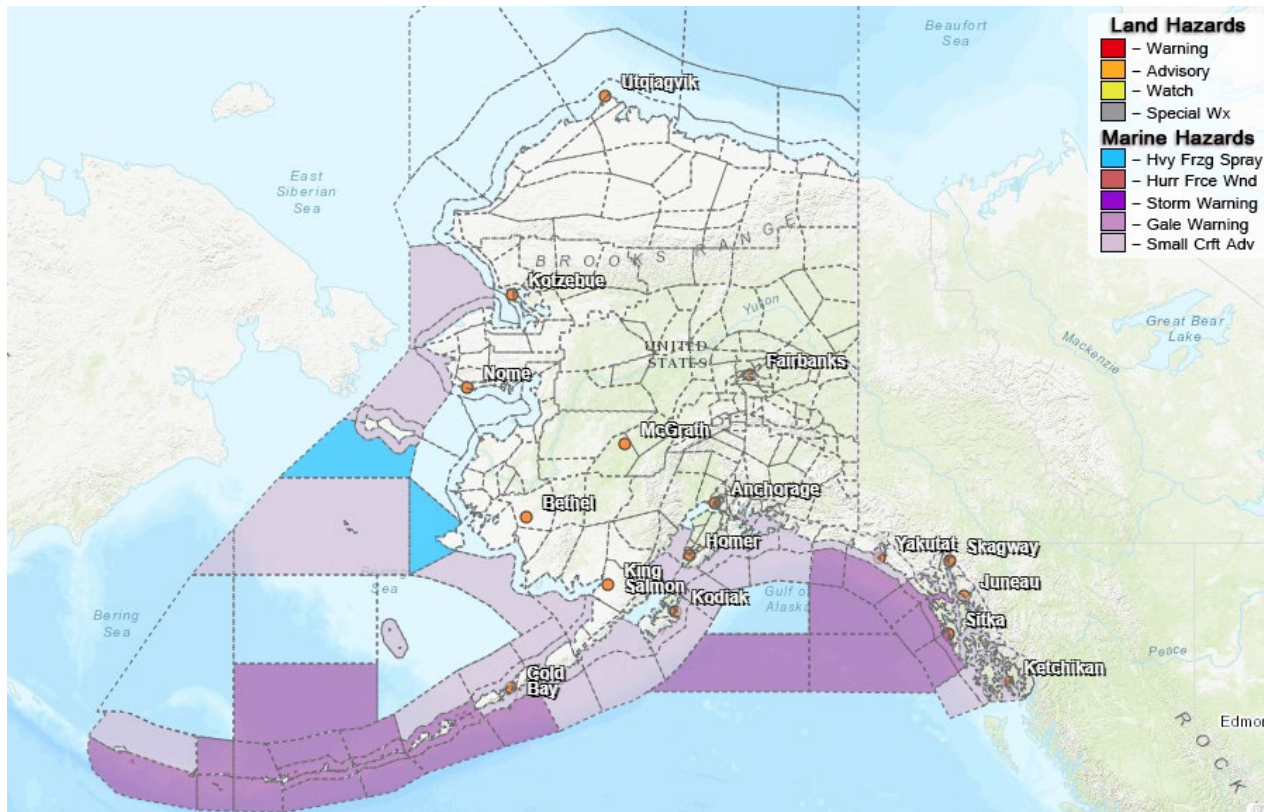 Beaufort
Sea
Land Hazards
– Warning
– Advisory
– Watch
– Special Wx
Marine Hazards
– Hvy Frzg Spray
– Hurr Frce Wnd
– Storm Warning
– Gale Warning
– Small Crft Adv
Utqiagvik
East
Siberian
Sea
BROOKS RANGE
Kotzebue
Yukon
Great Bear
Lake
Mackenzie
UNITED
STATES
Fairbanks
Nome
McGrath
Anchorage
Bethel
Homer
Yakutat
Skagway
King
Salmon
Bering
Sea
Juneau
Kodiak
Gulf of
Alaska
Bering
Sea
Sitka
Peace
Cold
Bay
Ketchikan
ROCK
Edmo